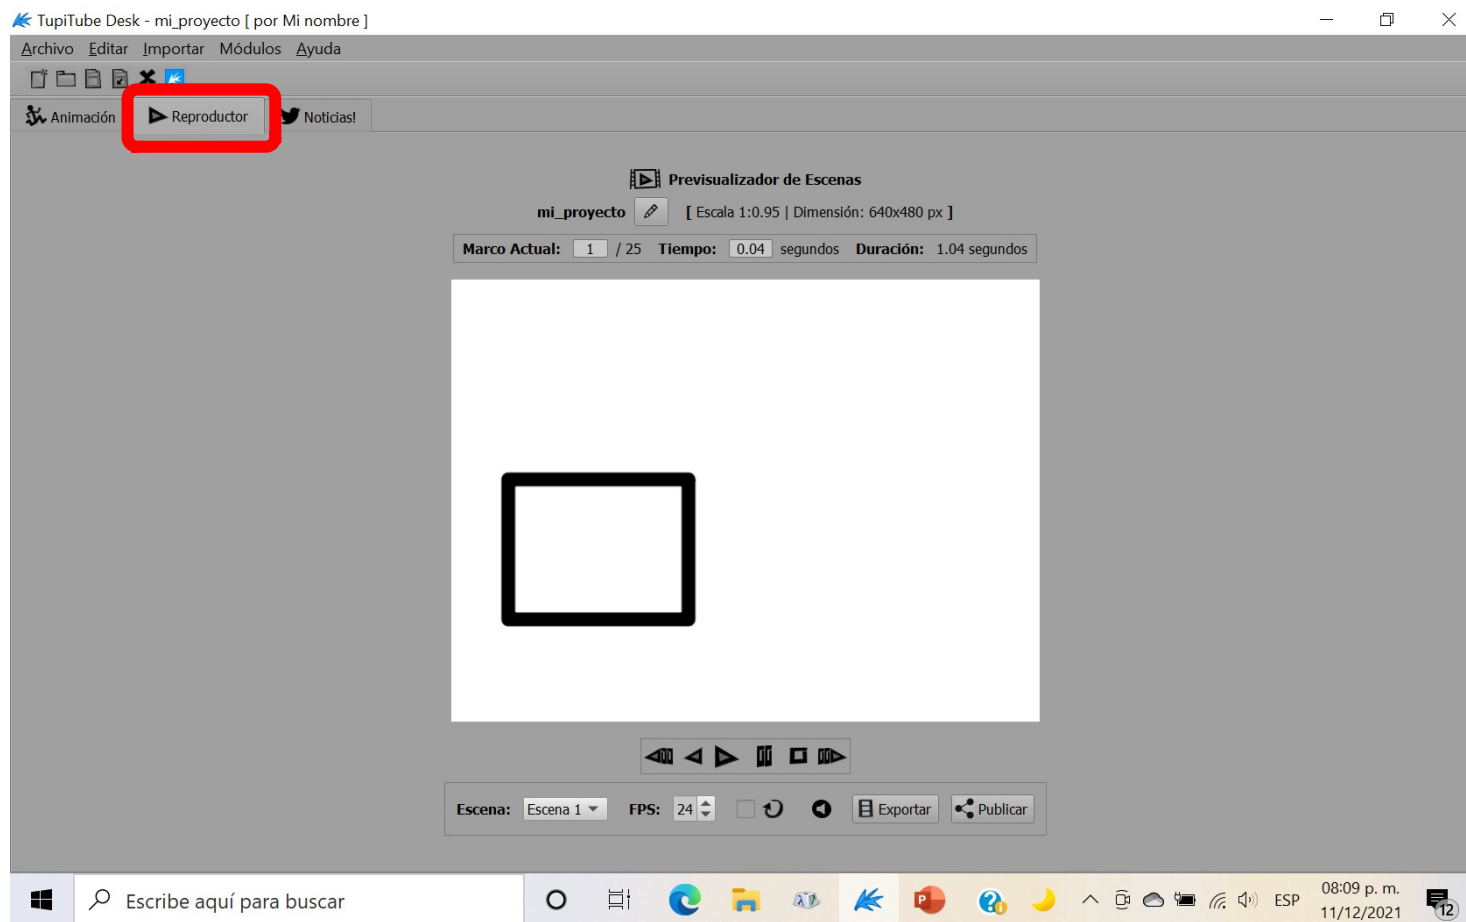 TupiTube Desk - mi_proyecto [ por Mi nombre ]
Archivo Editar Importar Módulos Ayuda
Animación Reproductor Noticias!
Previsualizador de Escenas
mi_proyecto [ Escala 1:0.95 | Dimensión: 640x480 px ]
Marco Actual: 1 / 25 Tiempo: 0.04 segundos Duración: 1.04 segundos
Escena: Escena 1 FPS: 24 Exportar Publicar
Escribe aquí para buscar
ESP
08:09 p. m.
11/12/2021
12